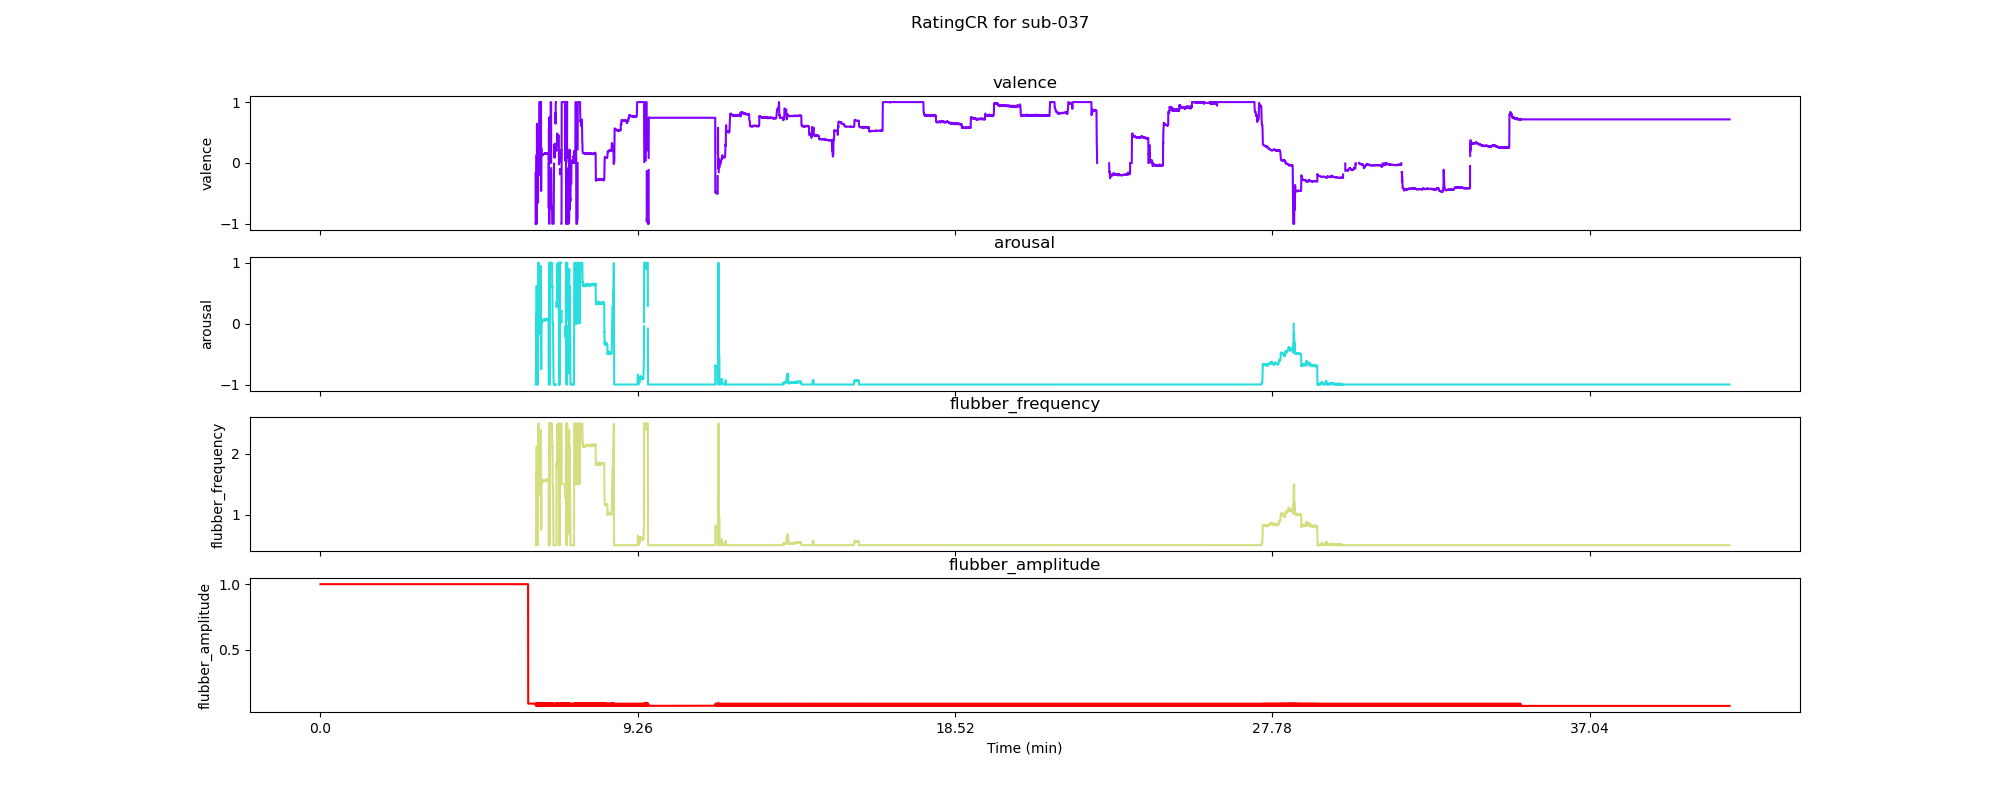 RatingCR for sub-037
valence
1
0
−1
valence
arousal
1
0
−1
arousal
flubber_frequency
2
1
flubber_frequency
flubber_amplitude
1.0
0.5
flubber_amplitude
0.0 9.26 18.52 27.78 37.04
Time (min)